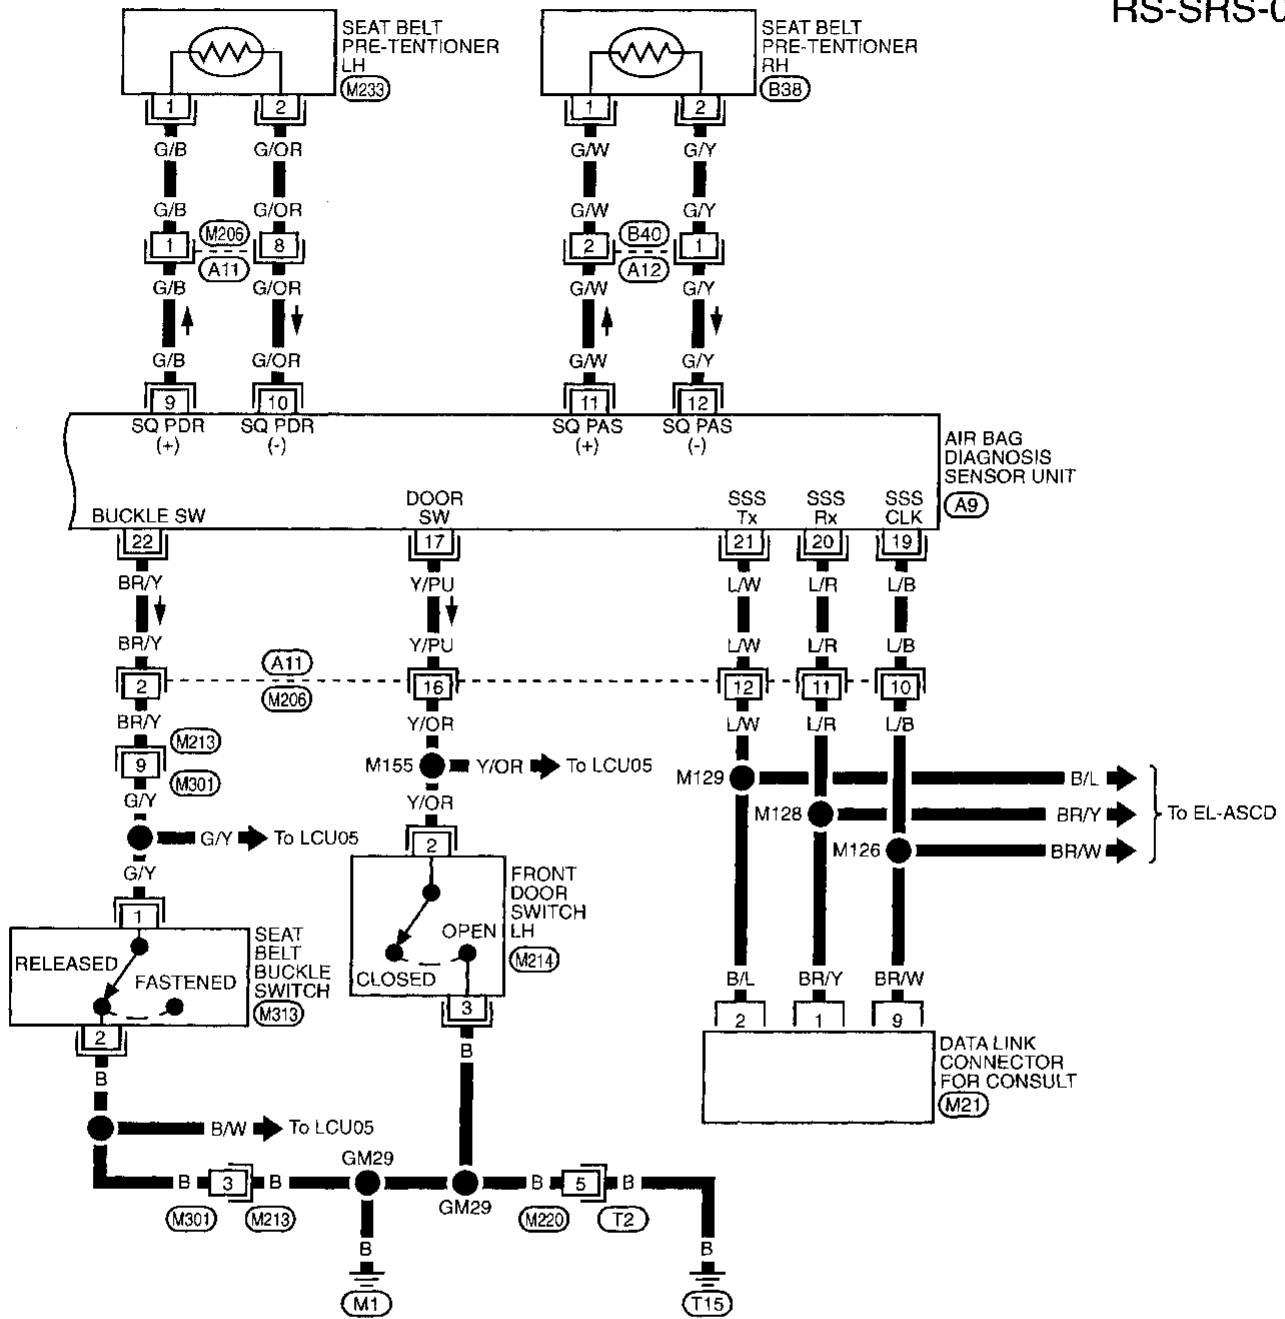 RS-SRS-0
SEAT BELT
PRE-TENTIONER
LH
M233
SEAT BELT
PRE-TENTIONER
RH
B38
1 2 1 2
G/B G/OR G/W G/Y
G/B G/OR G/W G/Y
1 M206 8 2 B40 1
A11 A12
G/B G/OR G/W G/Y
G/B G/OR G/W G/Y
9 10 11 12
SQ PDR SQ PDR SQ PAS SQ PAS
(+) (-) (+) (-)
AIR BAG
DIAGNOSIS
SENSOR UNIT
A9
BUCKLE SW
DOOR
SW
SSS
Tx
SSS
Rx
SSS
CLK
22 17 21 20 19
BR/Y Y/PU L/W L/R L/B
BR/Y Y/PU L/W L/R L/B
A11
2 16 12 11 10
M206
BR/Y Y/OR L/W L/R L/B
M213
9
M301
M155 Y/OR To LCU05
M129 B/L
G/Y Y/OR
M128 BR/Y To EL-ASCD
G/Y To LCU05
M126 BR/W
G/Y
2
1
FRONT
DOOR
SWITCH
LH
M214
OPEN
CLOSED
SEAT
BELT
BUCKLE
SWITCH
M313
RELEASED
FASTENED
B/L BR/Y BR/W
2 3 2 1 9
B B
DATA LINK
CONNECTOR
FOR CONSULT
M21
B/W To LCU05
GM29
B 3 B
M301 M213
GM29
B 5 B
M220 T2
B B
M1 T15